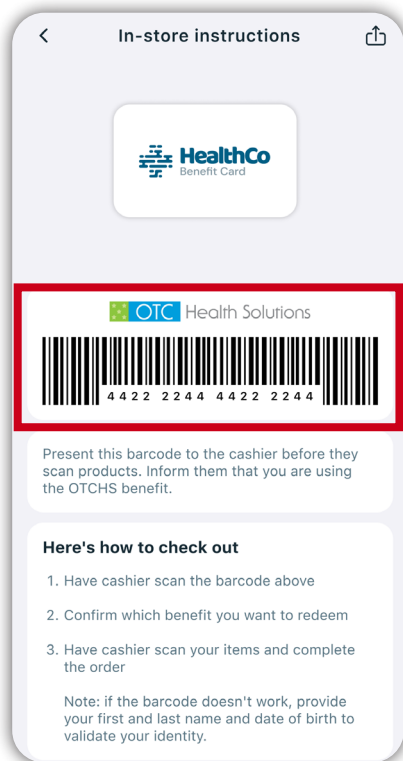 In-store instructions
HealthCo
Benefit Card
OTC Health Solutions
4422 2244 4422 2244
Present this barcode to the cashier before they
scan products. Inform them that you are using
the OTCHS benefit.
Here's how to check out
1. Have cashier scan the barcode above
2. Confirm which benefit you want to redeem
3. Have cashier scan your items and complete
the order
Note: if the barcode doesn't work, provide
your first and last name and date of birth to
validate your identity.